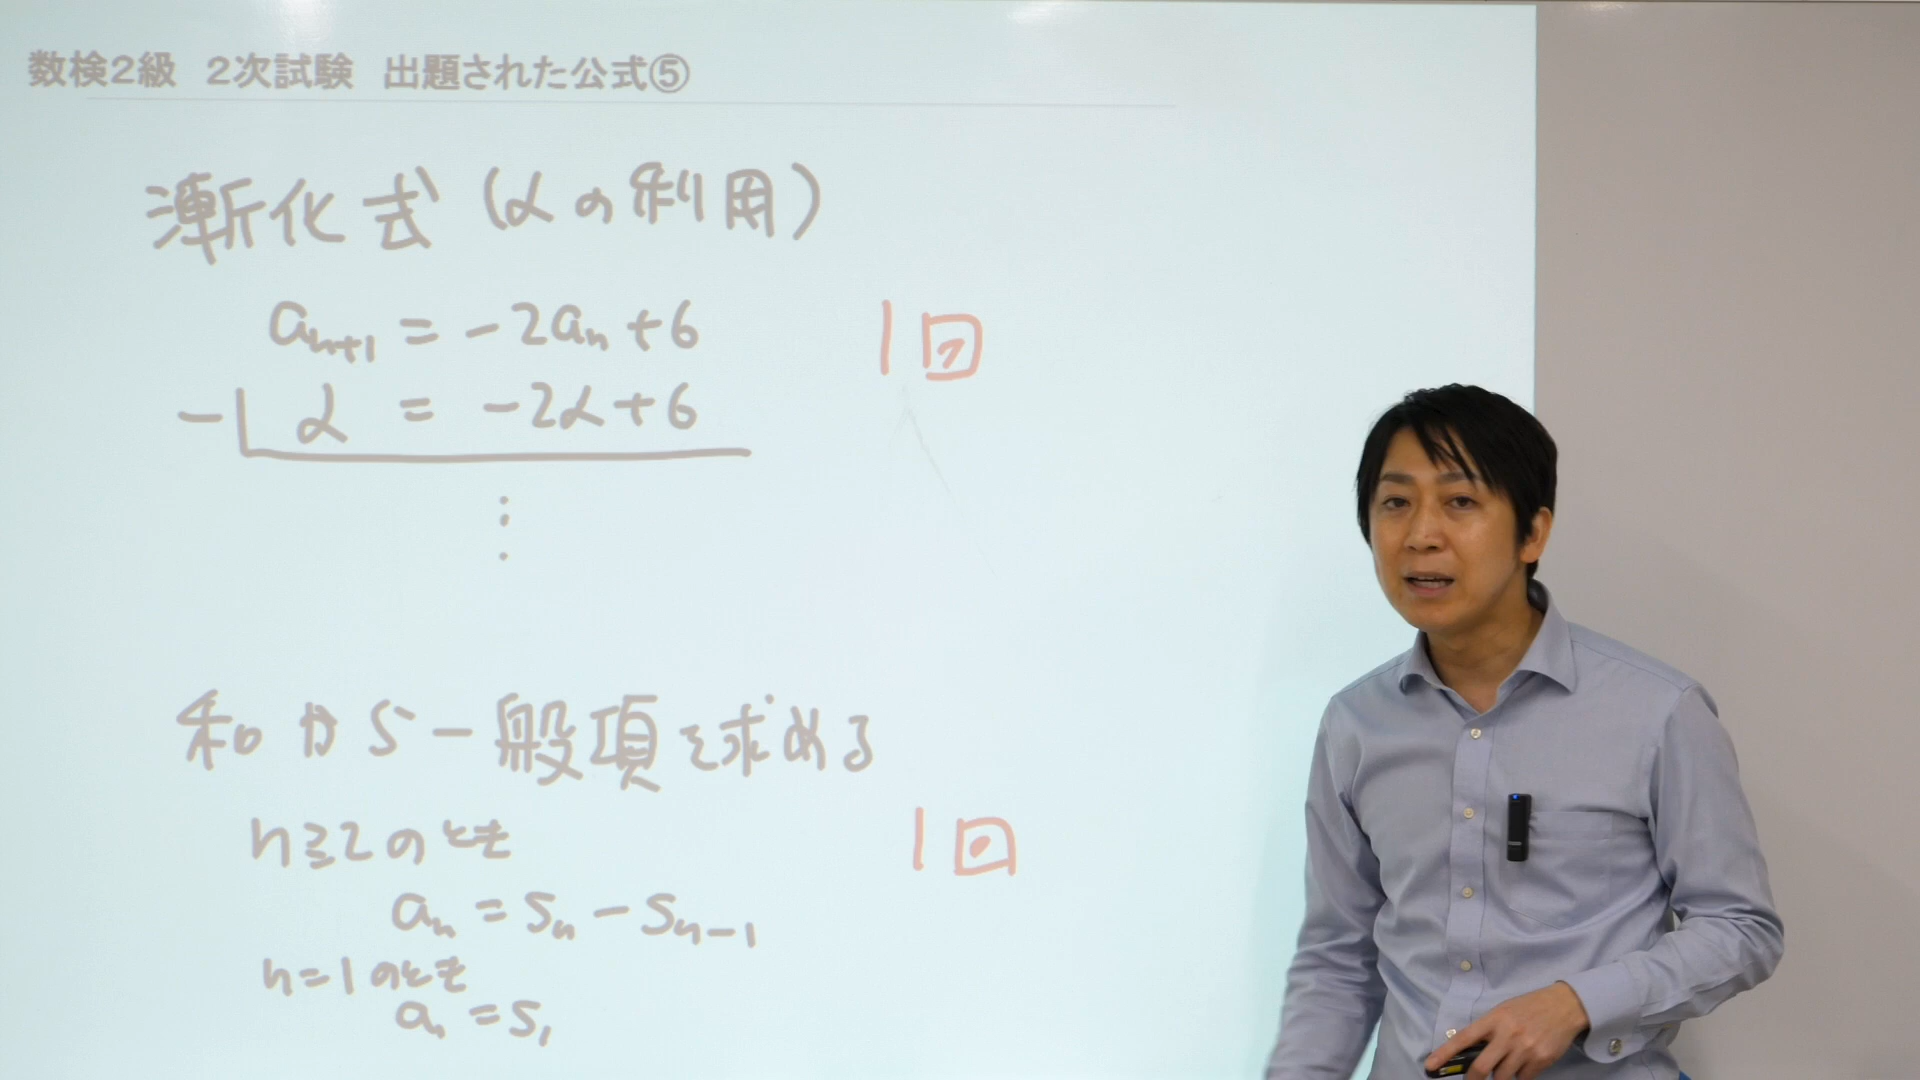 数検2級 2次試験 出題された公式⑤
漸化式(αの利用)
aₙ₊₁ = -2aₙ+6
1回
- α = -2α+6
⋮
和から一般項を求める
n≧2のとき
1回
aₙ = Sₙ - Sₙ₋₁
n=1のとき
a₁ = S₁